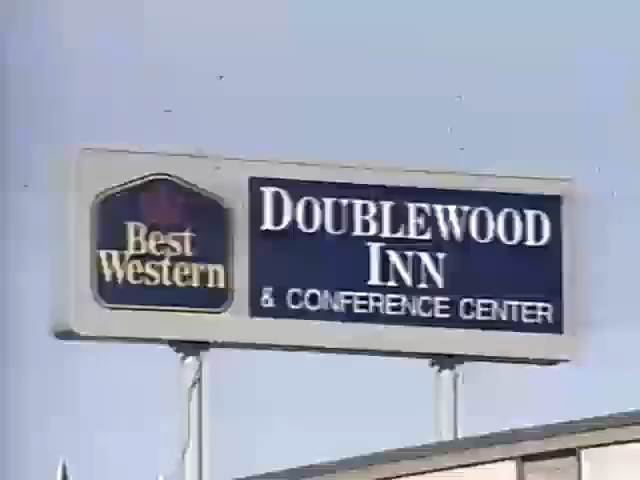 Best
Western
DOUBLEWOOD
INN
& CONFERENCE CENTER